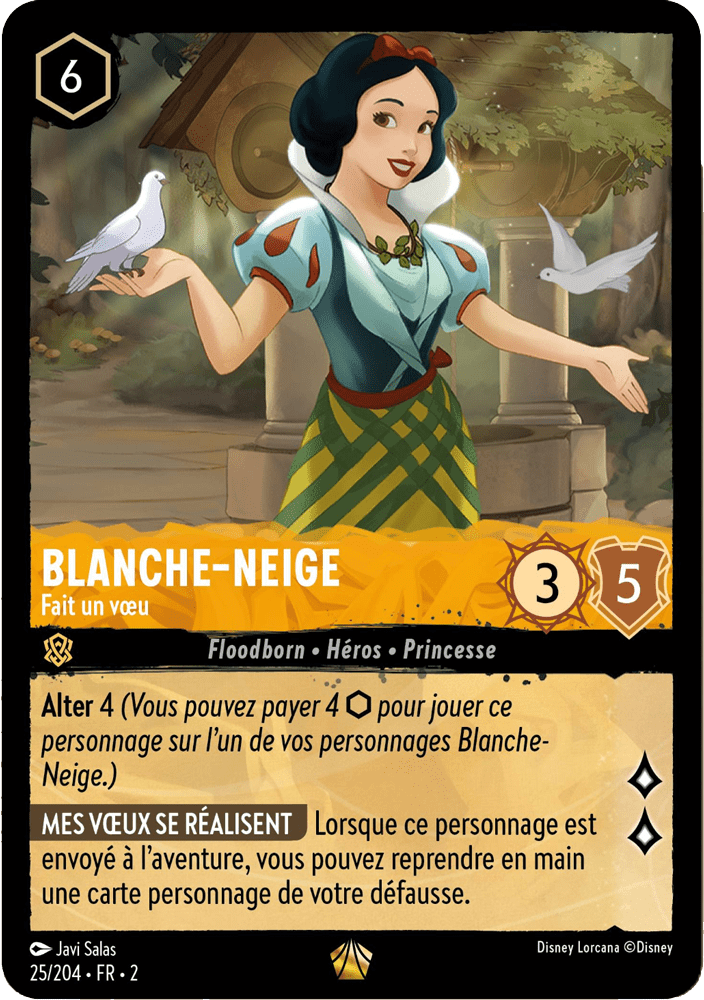 6
BLANCHE-NEIGE
Fait un vœu
3
5
Floodborn • Héros • Princesse
Alter 4 (Vous pouvez payer 4 ⬡ pour jouer ce
personnage sur l'un de vos personnages Blanche-
Neige.)
MES VŒUX SE RÉALISENT Lorsque ce personnage est
envoyé à l'aventure, vous pouvez reprendre en main
une carte personnage de votre défausse.
Javi Salas
Disney Lorcana ©Disney
25/204 • FR • 2